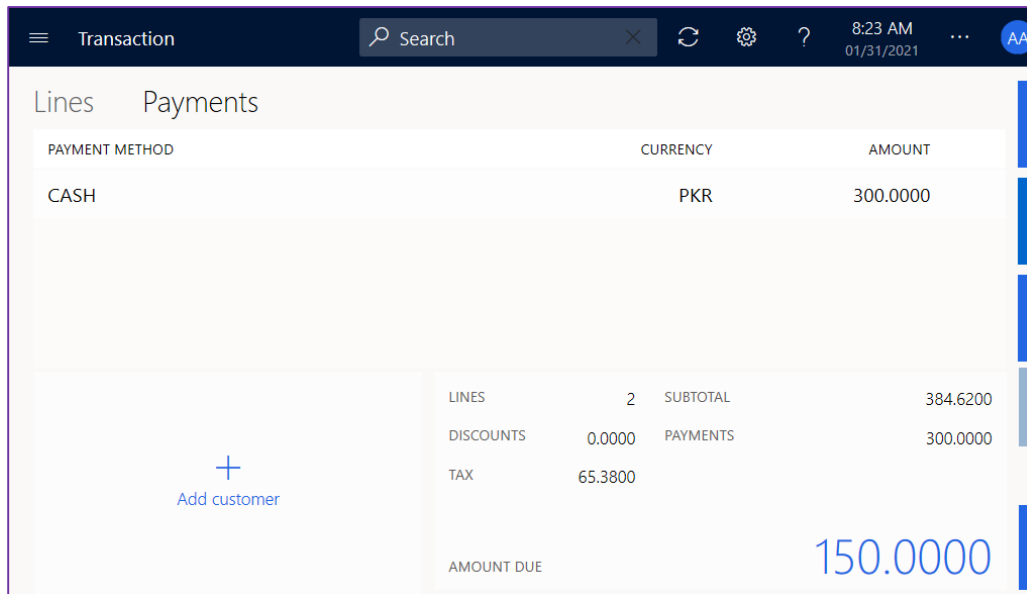 Transaction
Search
?
8:23 AM
01/31/2021
...
AA
Lines Payments
PAYMENT METHOD CURRENCY AMOUNT
CASH PKR 300.0000
LINES 2 SUBTOTAL 384.6200
DISCOUNTS 0.0000 PAYMENTS 300.0000
TAX 65.3800
Add customer
AMOUNT DUE 150.0000